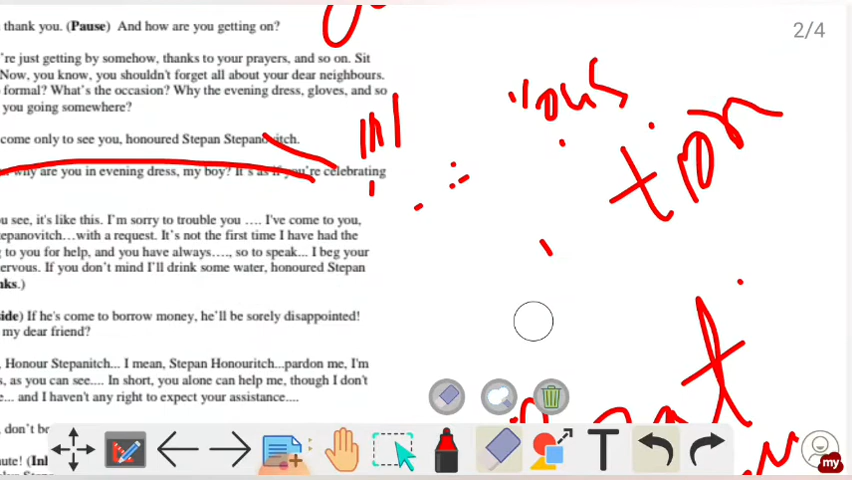 thank you. (Pause) And how are you getting on?
2/4
're just getting by somehow, thanks to your prayers, and so on. Sit
Now, you know, you shouldn't forget all about your dear neighbours.
formal? What's the occasion? Why the evening dress, gloves, and so
you going somewhere?
come only to see you, honoured Stepan Stepanovitch.
why are you in evening dress, my boy? It's as if you're celebrating
tion
u see, it's like this. I'm sorry to trouble you …. I've come to you,
epanovitch…with a request. It's not the first time I have had the
g to you for help, and you have always…., so to speak... I beg your
ervous. If you don't mind I'll drink some water, honoured Stepan
nks.)
side) If he's come to borrow money, he'll be sorely disappointed!
my dear friend?
, Honour Stepanitch... I mean, Stepan Honouritch...pardon me, I'm
s, as you can see.... In short, you alone can help me, though I don't
e... and I haven't any right to expect your assistance....
, don't be
T
my